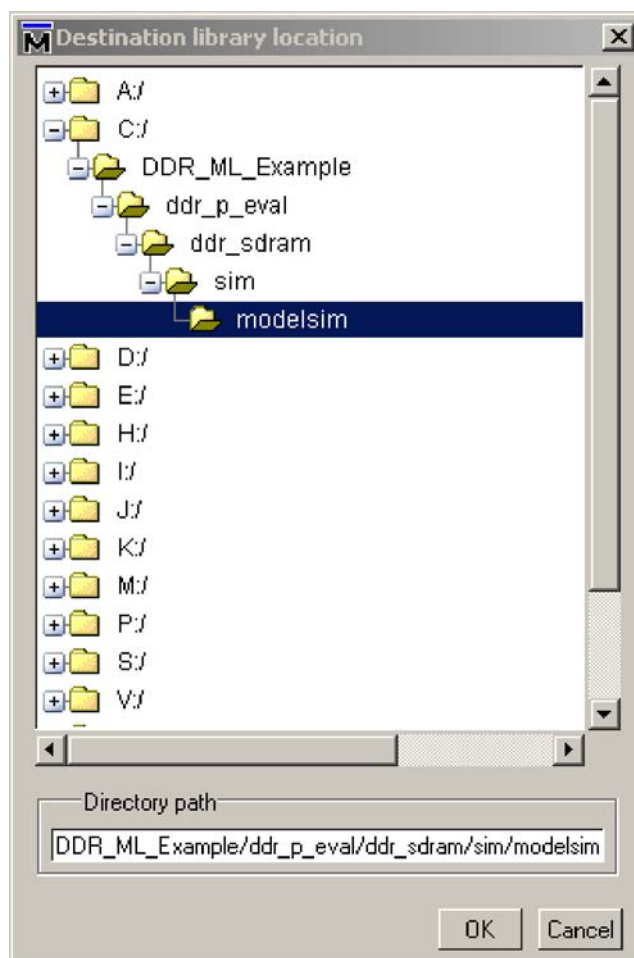 Destination library location
A:/
C:/
DDR_ML_Example
ddr_p_eval
ddr_sdram
sim
modelsim
D:/
E:/
H:/
I:/
J:/
K:/
M:/
P:/
S:/
V:/
Directory path
DDR_ML_Example/ddr_p_eval/ddr_sdram/sim/modelsim
OK
Cancel